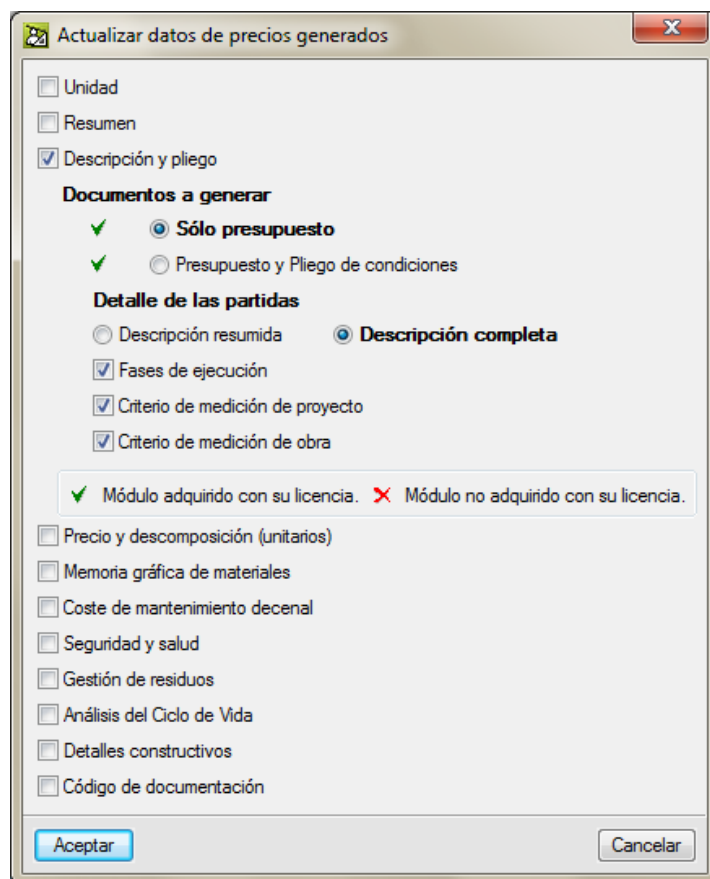 Actualizar datos de precios generados
Unidad
Resumen
Descripción y pliego
Documentos a generar
Sólo presupuesto
Presupuesto y Pliego de condiciones
Detalle de las partidas
Descripción resumida Descripción completa
Fases de ejecución
Criterio de medición de proyecto
Criterio de medición de obra
Módulo adquirido con su licencia. Módulo no adquirido con su licencia.
Precio y descomposición (unitarios)
Memoria gráfica de materiales
Coste de mantenimiento decenal
Seguridad y salud
Gestión de residuos
Análisis del Ciclo de Vida
Detalles constructivos
Código de documentación
Aceptar Cancelar